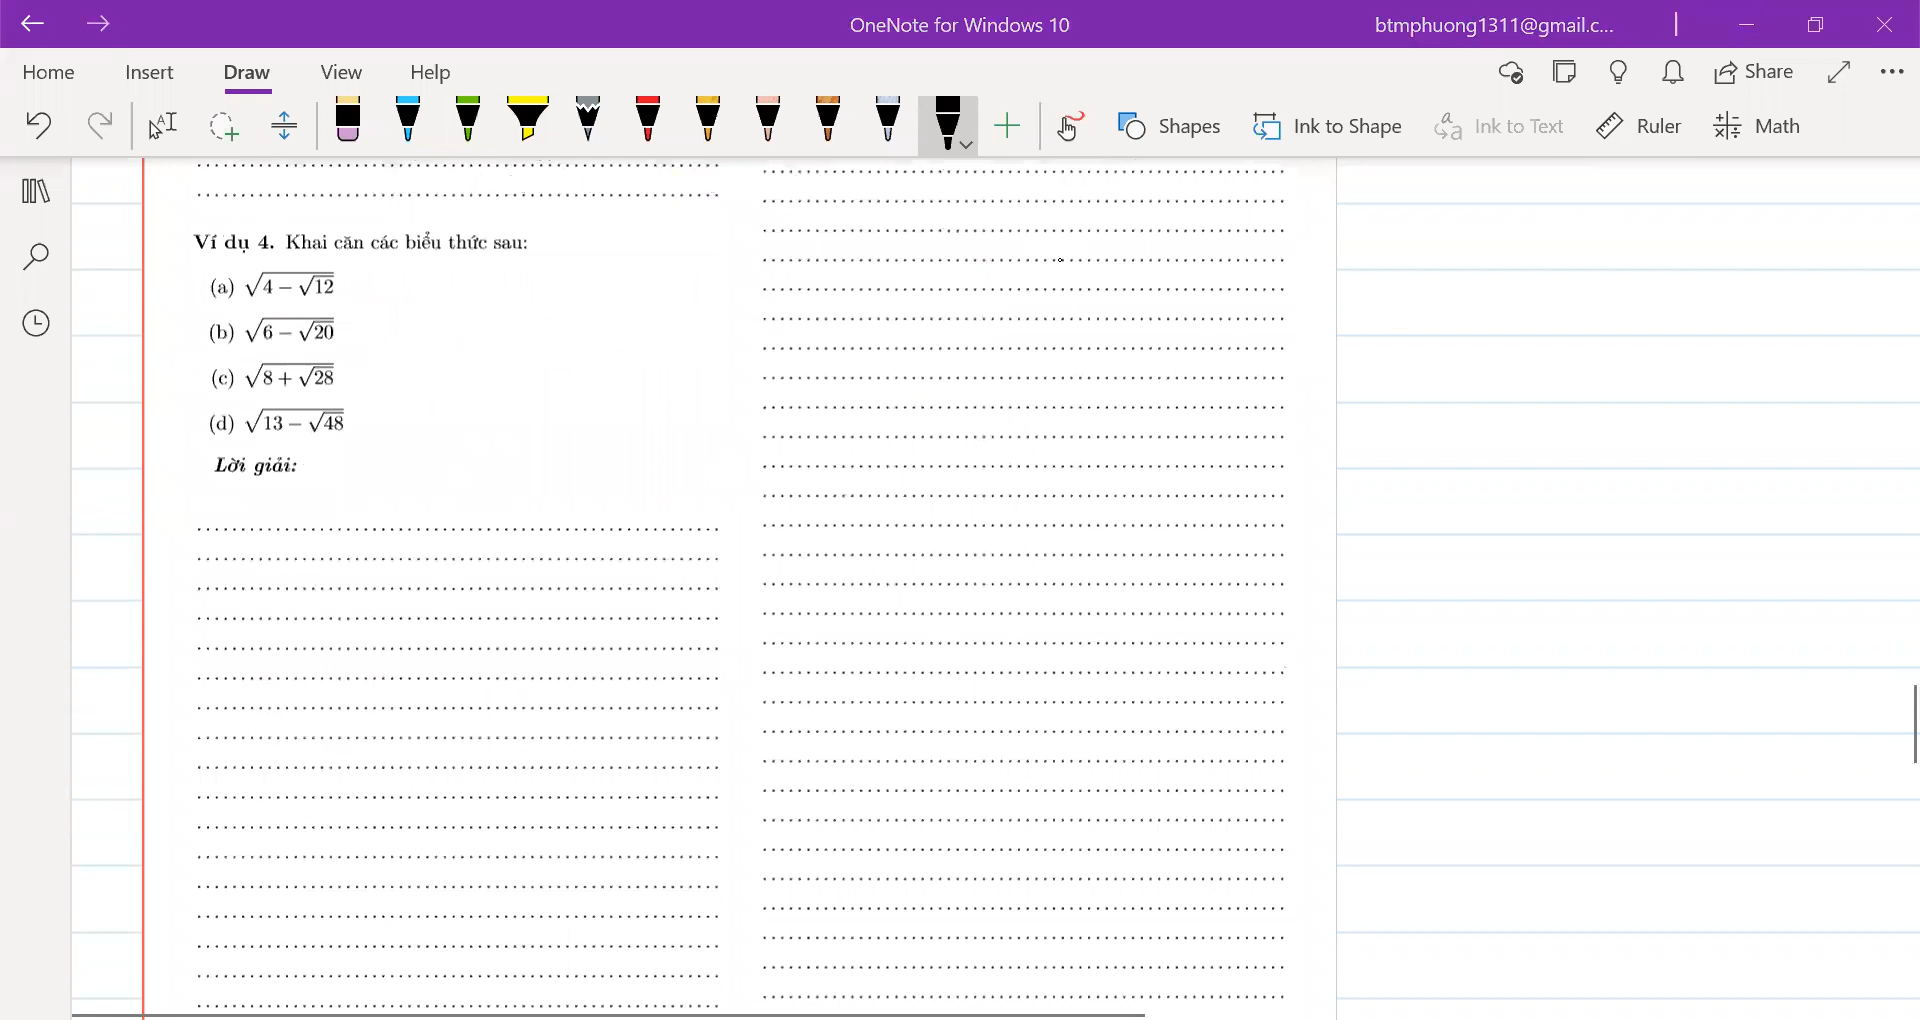 OneNote for Windows 10
btmphuong1311@gmail.c...
Home Insert Draw View Help
Share
Shapes Ink to Shape Ink to Text Ruler Math
Ví dụ 4. Khai căn các biểu thức sau:
(a) √(4 − √12)
(b) √(6 − √20)
(c) √(8 + √28)
(d) √(13 − √48)
Lời giải: